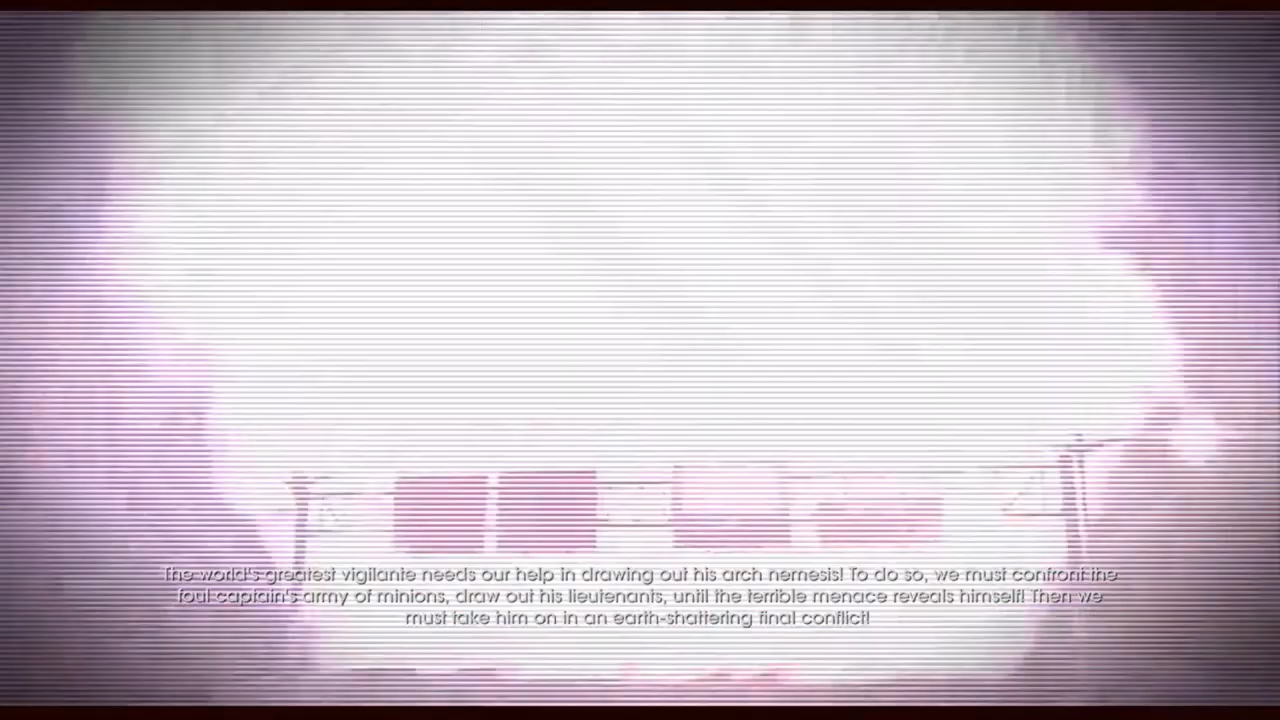 The world's greatest vigilante needs our help in drawing out his arch nemesis! To do so, we must confront the
foul captain's army of minions, draw out his lieutenants, until the terrible menace reveals himself! Then we
must take him on in an earth-shattering final conflict!